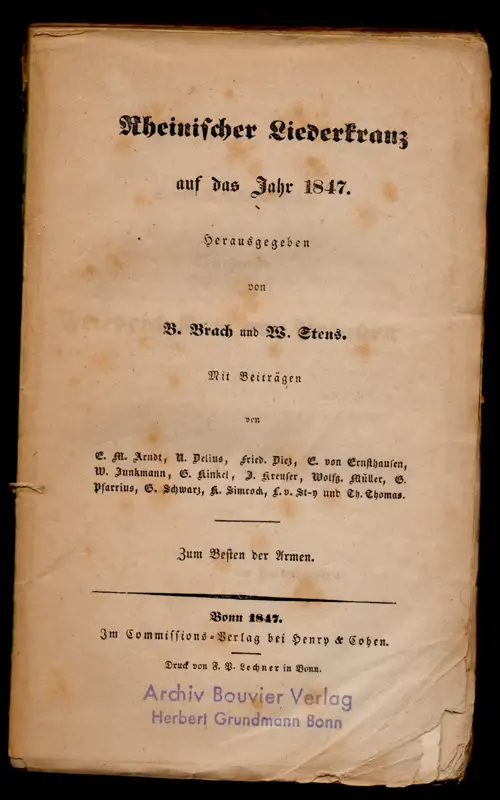 Rheinischer Liederkranz
auf das Jahr 1847.
Herausgegeben
von
B. Brach und W. Stens.
Mit Beiträgen
von
E. M. Arndt, N. Delius, Fried. Diez, E. von Ernsthausen,
W. Junkmann, G. Kinkel, J. Kreuser, Wolfg. Müller, G.
Pfarrius, G. Schwarz, K. Simrock, L. v. St-y und Th. Thomas.
Zum Besten der Armen.
Bonn 1847.
Im Commissions-Verlag bei Henry & Cohen.
Druck von F. P. Lechner in Bonn.
Archiv Bouvier Verlag
Herbert Grundmann Bonn